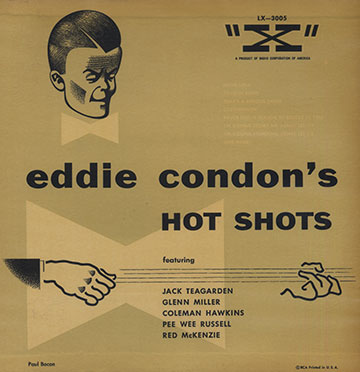 LX—3005
"X"
A PRODUCT OF RADIO CORPORATION OF AMERICA
eddie condon's
HOT SHOTS
featuring
JACK TEAGARDEN
GLENN MILLER
COLEMAN HAWKINS
PEE WEE RUSSELL
RED McKENZIE
Paul Bacon
©RCA Printed in U. S. A.